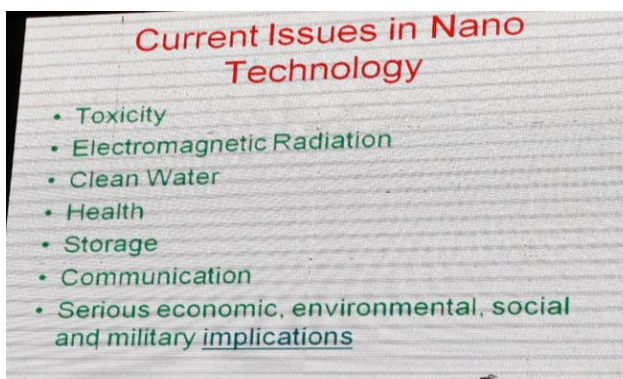 Current Issues in Nano
Technology
• Toxicity
• Electromagnetic Radiation
• Clean Water
• Health
• Storage
• Communication
• Serious economic, environmental, social
and military implications